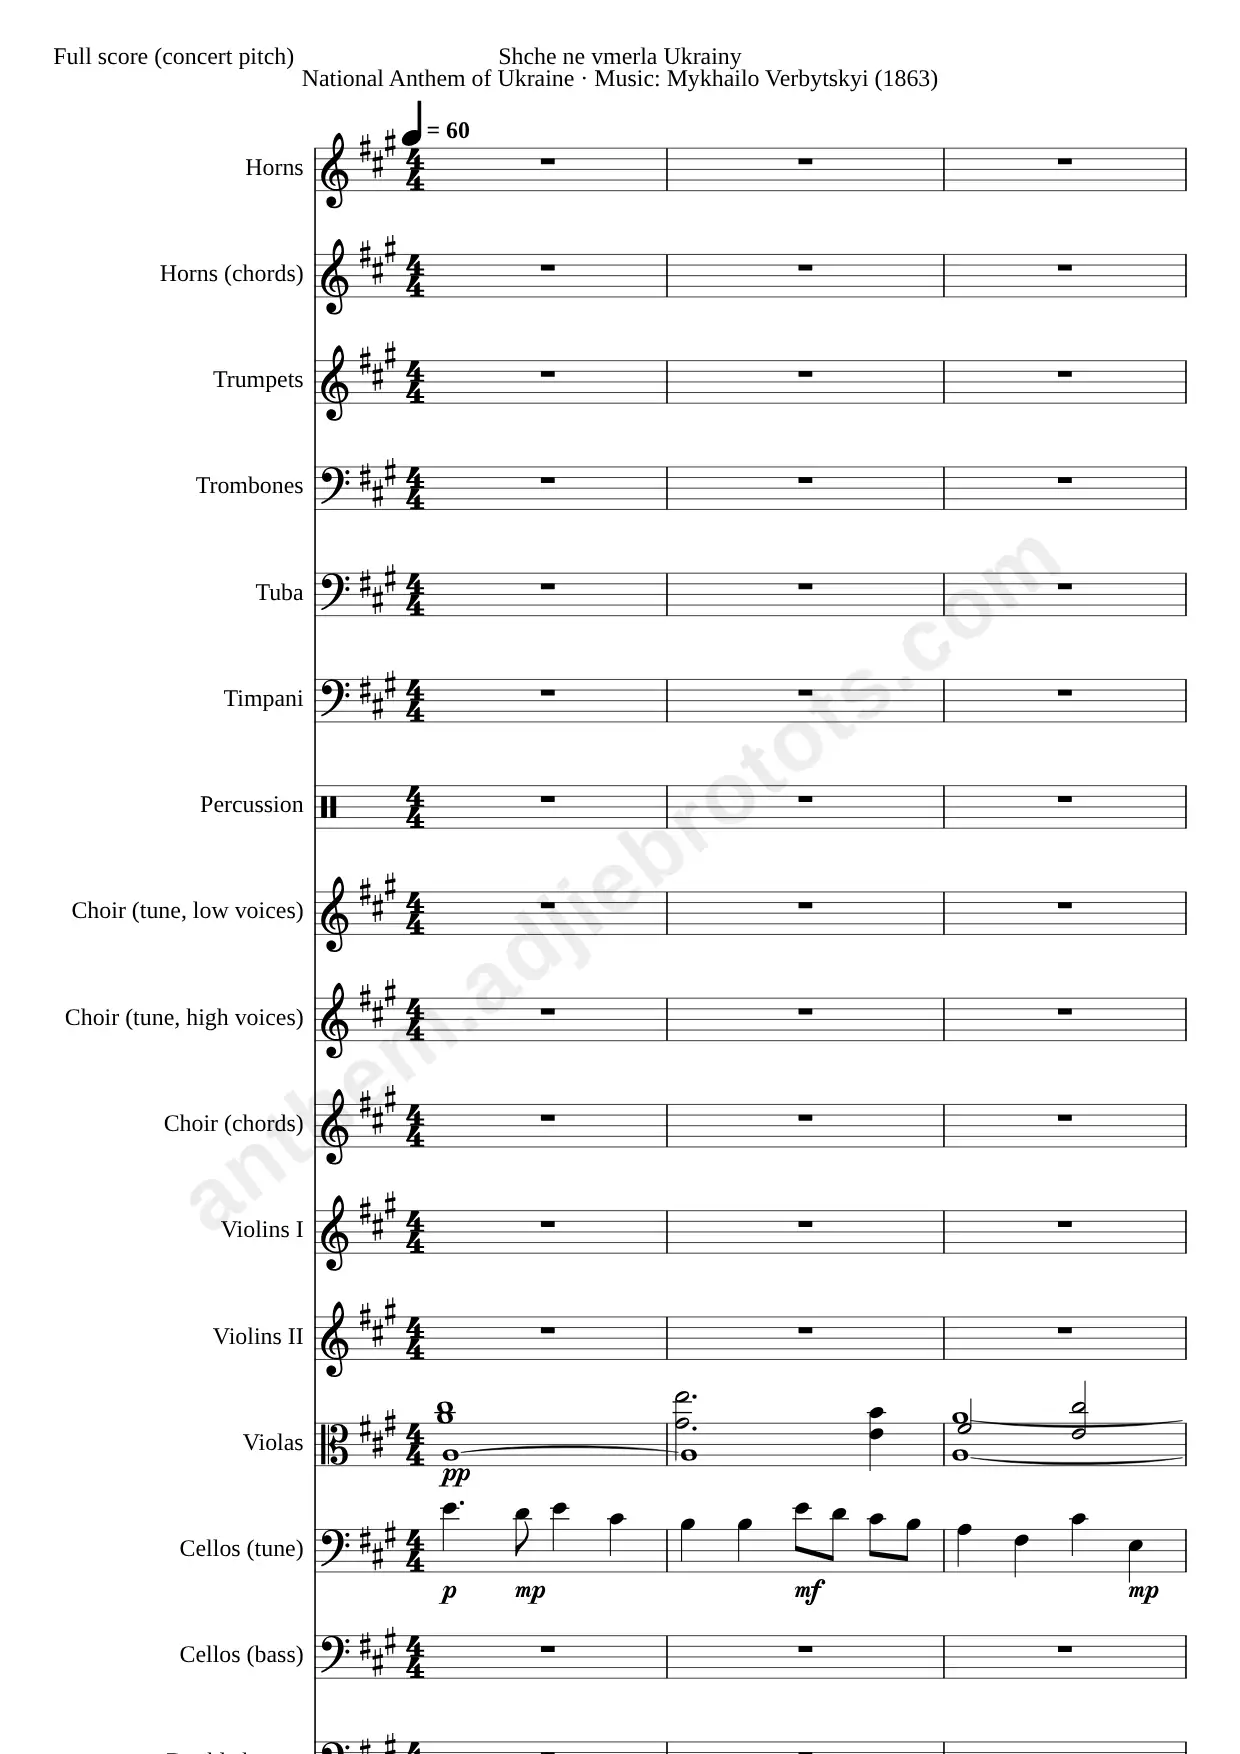 Full score (concert pitch)
Shche ne vmerla Ukrainy
National Anthem of Ukraine · Music: Mykhailo Verbytskyi (1863)
= 60
Horns
Horns (chords)
Trumpets
Trombones
Tuba
Timpani
Percussion
Choir (tune, low voices)
Choir (tune, high voices)
Choir (chords)
Violins I
Violins II
Violas
pp
Cellos (tune)
p mp mf mp
Cellos (bass)
anthem.adjiebrotots.com